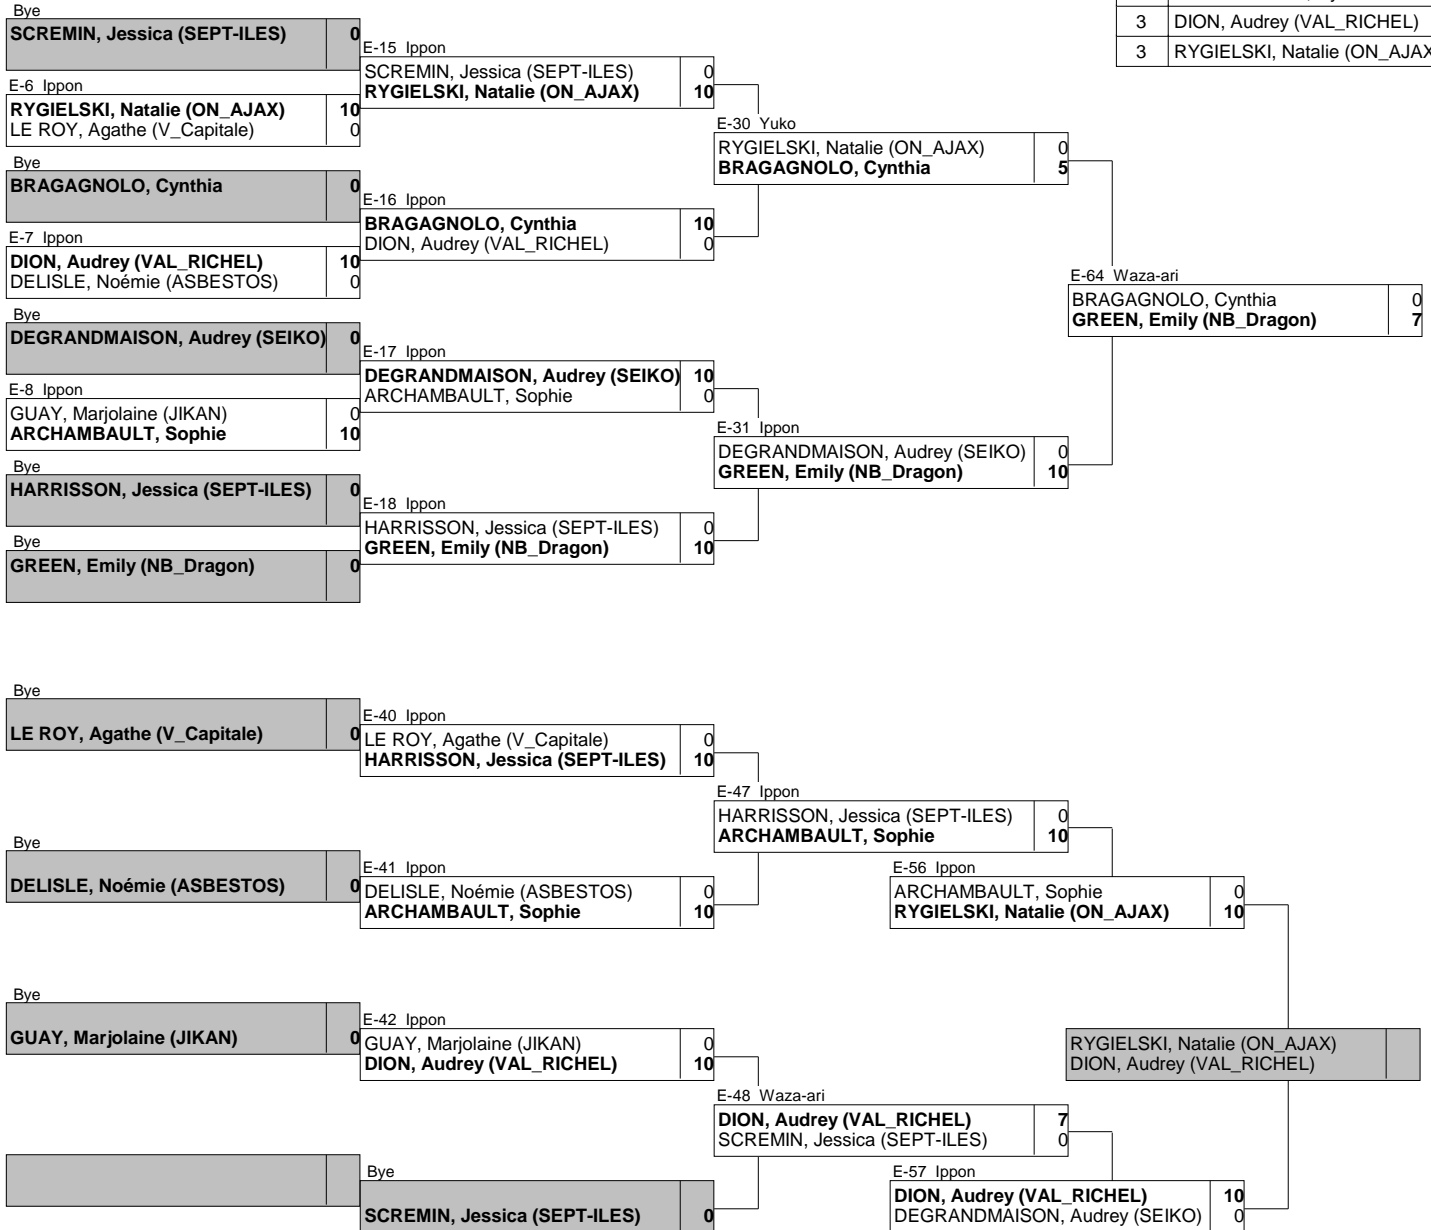 Bye
SCREMIN, Jessica (SEPT-ILES) 0
3 DION, Audrey (VAL_RICHEL)
3 RYGIELSKI, Natalie (ON_AJAX
E-15 Ippon
SCREMIN, Jessica (SEPT-ILES) 0
RYGIELSKI, Natalie (ON_AJAX) 10
E-6 Ippon
RYGIELSKI, Natalie (ON_AJAX) 10
LE ROY, Agathe (V_Capitale) 0
E-30 Yuko
RYGIELSKI, Natalie (ON_AJAX) 0
BRAGAGNOLO, Cynthia 5
Bye
BRAGAGNOLO, Cynthia 0
E-16 Ippon
BRAGAGNOLO, Cynthia 10
DION, Audrey (VAL_RICHEL) 0
E-7 Ippon
DION, Audrey (VAL_RICHEL) 10
DELISLE, Noémie (ASBESTOS) 0
E-64 Waza-ari
BRAGAGNOLO, Cynthia 0
GREEN, Emily (NB_Dragon) 7
Bye
DEGRANDMAISON, Audrey (SEIKO) 0
E-17 Ippon
DEGRANDMAISON, Audrey (SEIKO) 10
ARCHAMBAULT, Sophie 0
E-8 Ippon
GUAY, Marjolaine (JIKAN) 0
ARCHAMBAULT, Sophie 10
E-31 Ippon
DEGRANDMAISON, Audrey (SEIKO) 0
GREEN, Emily (NB_Dragon) 10
Bye
HARRISSON, Jessica (SEPT-ILES) 0
E-18 Ippon
HARRISSON, Jessica (SEPT-ILES) 0
GREEN, Emily (NB_Dragon) 10
Bye
GREEN, Emily (NB_Dragon) 0
Bye
LE ROY, Agathe (V_Capitale) 0
E-40 Ippon
LE ROY, Agathe (V_Capitale) 0
HARRISSON, Jessica (SEPT-ILES) 10
E-47 Ippon
HARRISSON, Jessica (SEPT-ILES) 0
ARCHAMBAULT, Sophie 10
Bye
DELISLE, Noémie (ASBESTOS) 0
E-41 Ippon
DELISLE, Noémie (ASBESTOS) 0
ARCHAMBAULT, Sophie 10
E-56 Ippon
ARCHAMBAULT, Sophie 0
RYGIELSKI, Natalie (ON_AJAX) 10
Bye
GUAY, Marjolaine (JIKAN) 0
E-42 Ippon
GUAY, Marjolaine (JIKAN) 0
DION, Audrey (VAL_RICHEL) 10
RYGIELSKI, Natalie (ON_AJAX)
DION, Audrey (VAL_RICHEL)
E-48 Waza-ari
DION, Audrey (VAL_RICHEL) 7
SCREMIN, Jessica (SEPT-ILES) 0
Bye
SCREMIN, Jessica (SEPT-ILES) 0
E-57 Ippon
DION, Audrey (VAL_RICHEL) 10
DEGRANDMAISON, Audrey (SEIKO) 0